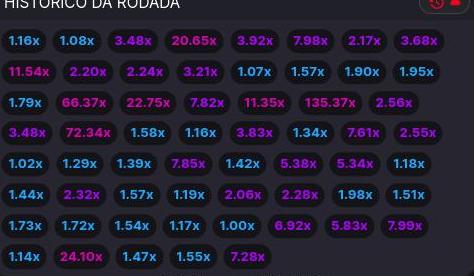 HISTÓRICO DA RODADA
1.16x 1.08x 3.48x 20.65x 3.92x 7.98x 2.17x 3.68x
11.54x 2.20x 2.24x 3.21x 1.07x 1.57x 1.90x 1.95x
1.79x 66.37x 22.75x 7.82x 11.35x 135.37x 2.56x
3.48x 72.34x 1.58x 1.16x 3.83x 1.34x 7.61x 2.55x
1.02x 1.29x 1.39x 7.85x 1.42x 5.38x 5.34x 1.18x
1.44x 2.32x 1.57x 1.19x 2.06x 2.28x 1.98x 1.51x
1.73x 1.72x 1.54x 1.17x 1.00x 6.92x 5.83x 7.99x
1.14x 24.10x 1.47x 1.55x 7.28x